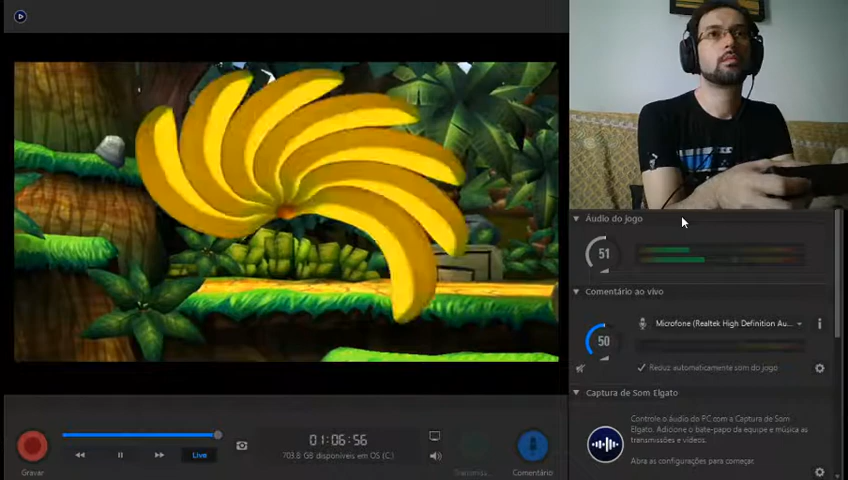 Áudio do jogo
51
Comentário ao vivo
Microfone (Realtek High Definition Au...
50
Reduz automaticamente som do jogo
Captura de Som Elgato
Controle o áudio do PC com a Captura de Som
Elgato. Adicione o bate-papo da equipe e música as
transmissões e vídeos.
Abra as configurações para começar.
01:06:56
703.8 GB disponíveis em OS (C:)
Live
Gravar
Transmis...
Comentário